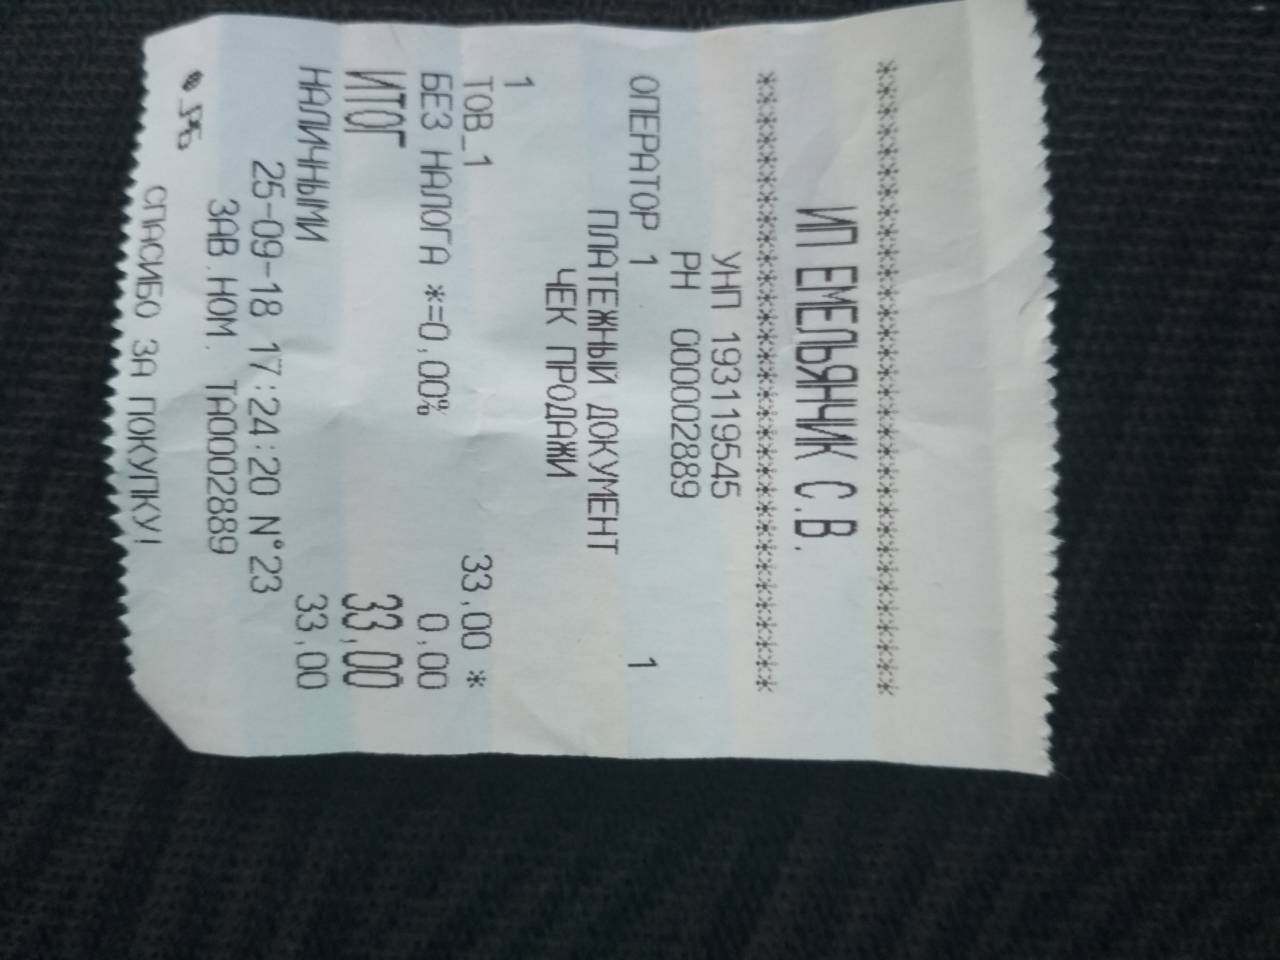 ********************************
ИП ЕМЕЛЬЯНЧИК С.В.
********************************
УНП 193119545
РН 000002889
ОПЕРАТОР 1 1
ПЛАТЕЖНЫЙ ДОКУМЕНТ
ЧЕК ПРОДАЖИ
1
ТОВ_1 33,00 *
БЕЗ НАЛОГА *=0,00% 0,00
ИТОГ 33,00
НАЛИЧНЫМИ 33,00
25-09-18 17:24:20 N°23
ЗАВ.НОМ. TA0002889
СПАСИБО ЗА ПОКУПКУ!